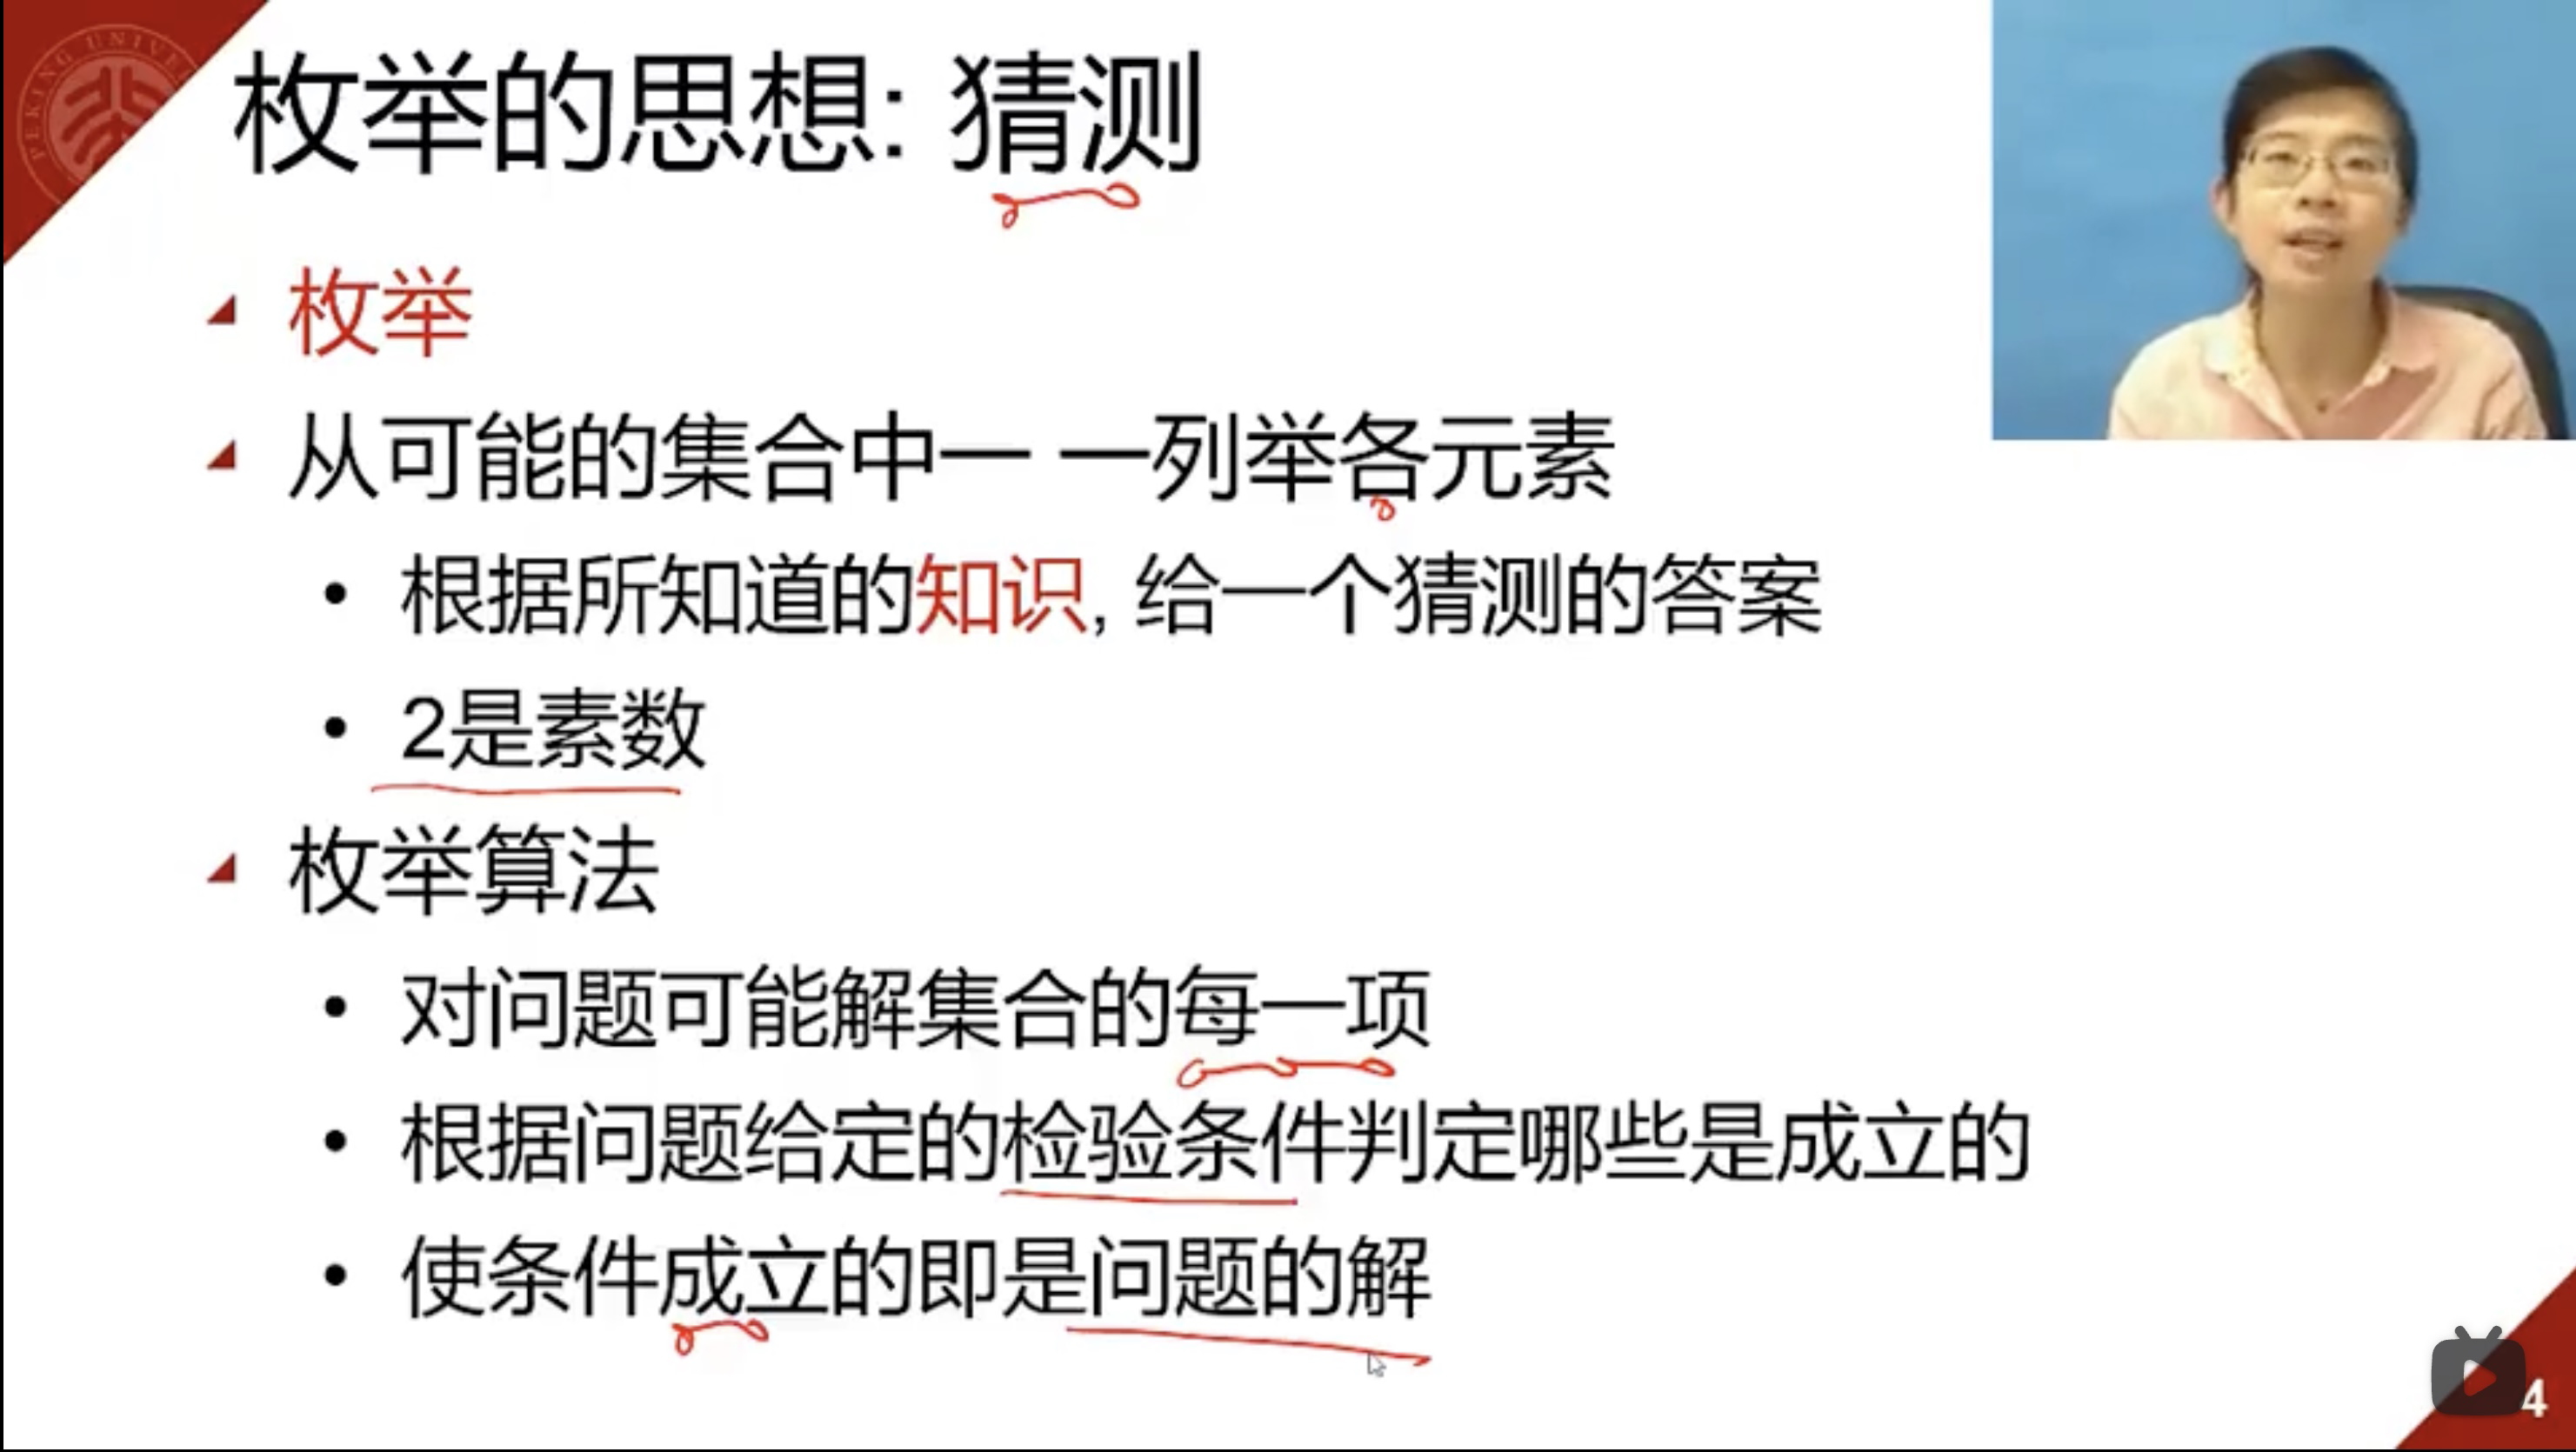 PEKING UNIVE
枚举的思想: 猜测
枚举
从可能的集合中一 一列举各元素
根据所知道的知识, 给一个猜测的答案
2是素数
枚举算法
对问题可能解集合的每一项
根据问题给定的检验条件判定哪些是成立的
使条件成立的即是问题的解
4